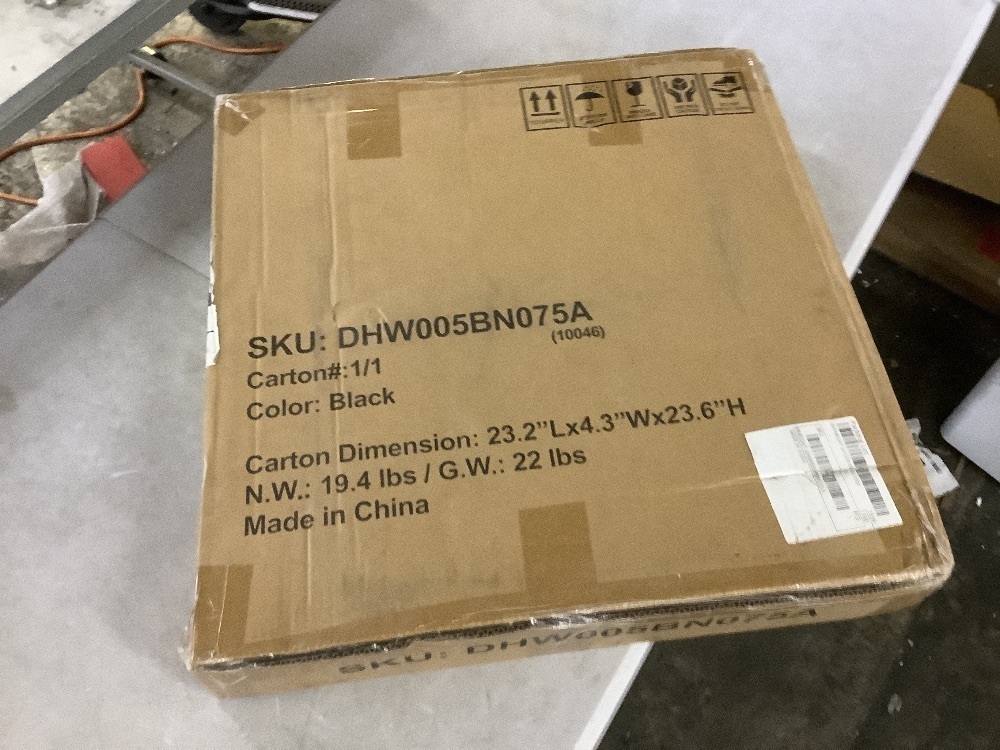 SKU: DHW005BN075A
(10046)
Carton#:1/1
Color: Black
Carton Dimension: 23.2”Lx4.3”Wx23.6”H
N.W.: 19.4 lbs / G.W.: 22 lbs
Made in China
SKU: DHW005BN075A